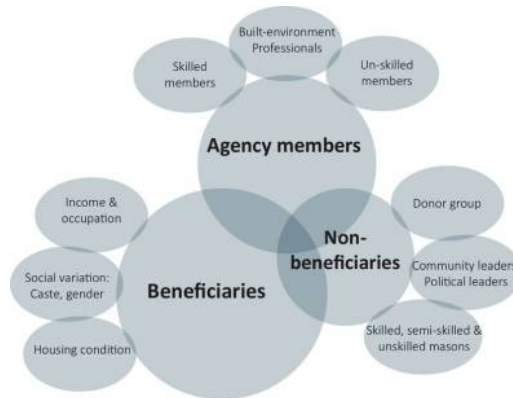 Built-environment
Professionals
Skilled
members
Un-skilled
members
Agency members
Income &
occupation
Donor group
Non-
beneficiaries
Social variation:
Caste, gender
Beneficiaries
Community leaders
Political leaders
Housing condition
Skilled, semi-skilled &
unskilled masons